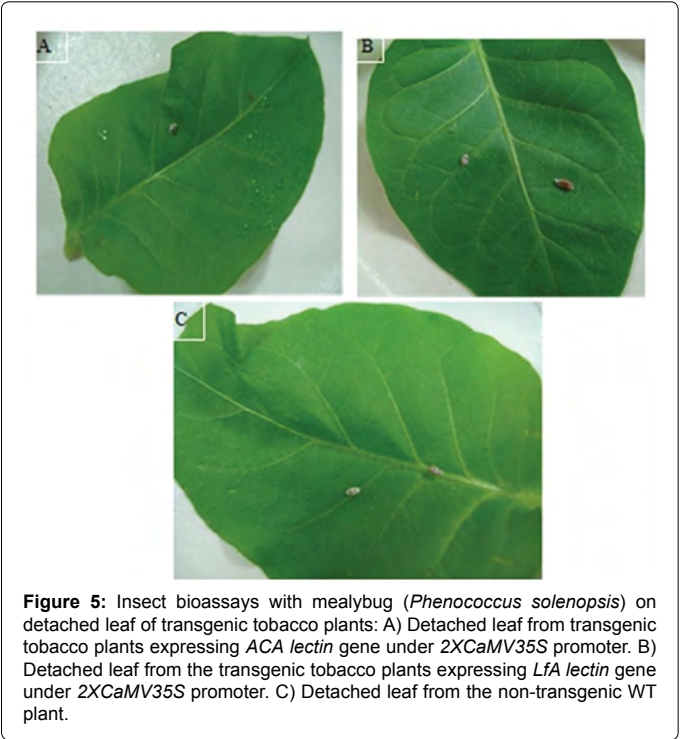 A
B
C
Figure 5: Insect bioassays with mealybug (Phenococcus solenopsis) on
detached leaf of transgenic tobacco plants: A) Detached leaf from transgenic
tobacco plants expressing ACA lectin gene under 2XCaMV35S promoter. B)
Detached leaf from the transgenic tobacco plants expressing LfA lectin gene
under 2XCaMV35S promoter. C) Detached leaf from the non-transgenic WT
plant.